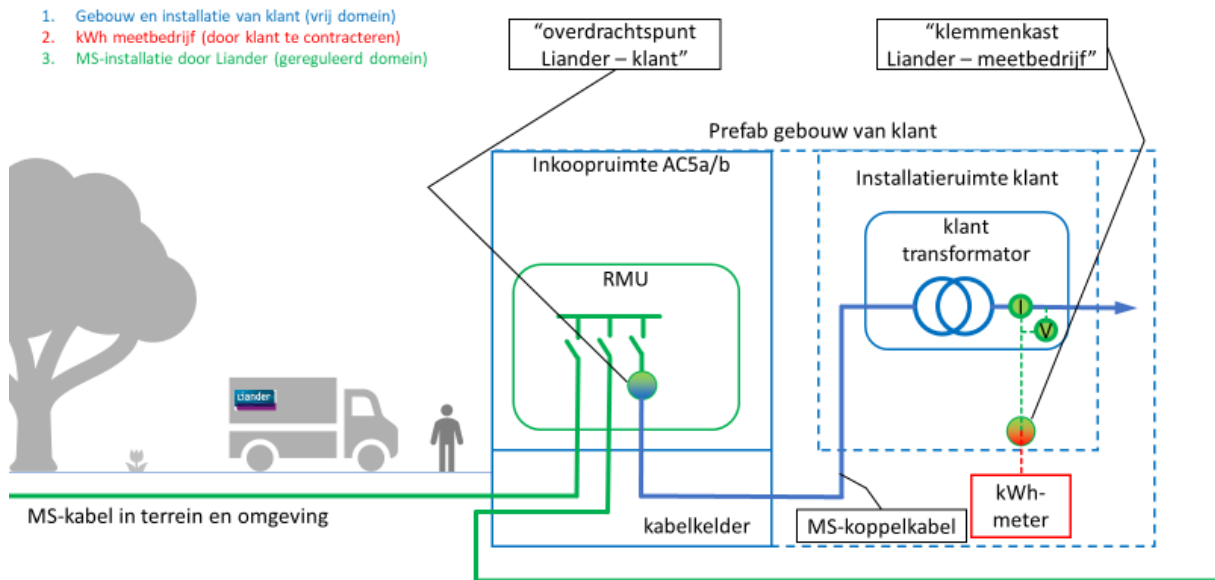 1. Gebouw en installatie van klant (vrij domein)
2. kWh meetbedrijf (door klant te contracteren)
3. MS-installatie door Liander (gereguleerd domein)
“overdrachtspunt
Liander – klant”
“klemmenkast
Liander – meetbedrijf”
Prefab gebouw van klant
Inkoopruimte AC5a/b
Installatieruimte klant
klant
transformator
RMU
I
V
Liander
kWh-
meter
MS-kabel in terrein en omgeving
kabelkelder
MS-koppelkabel